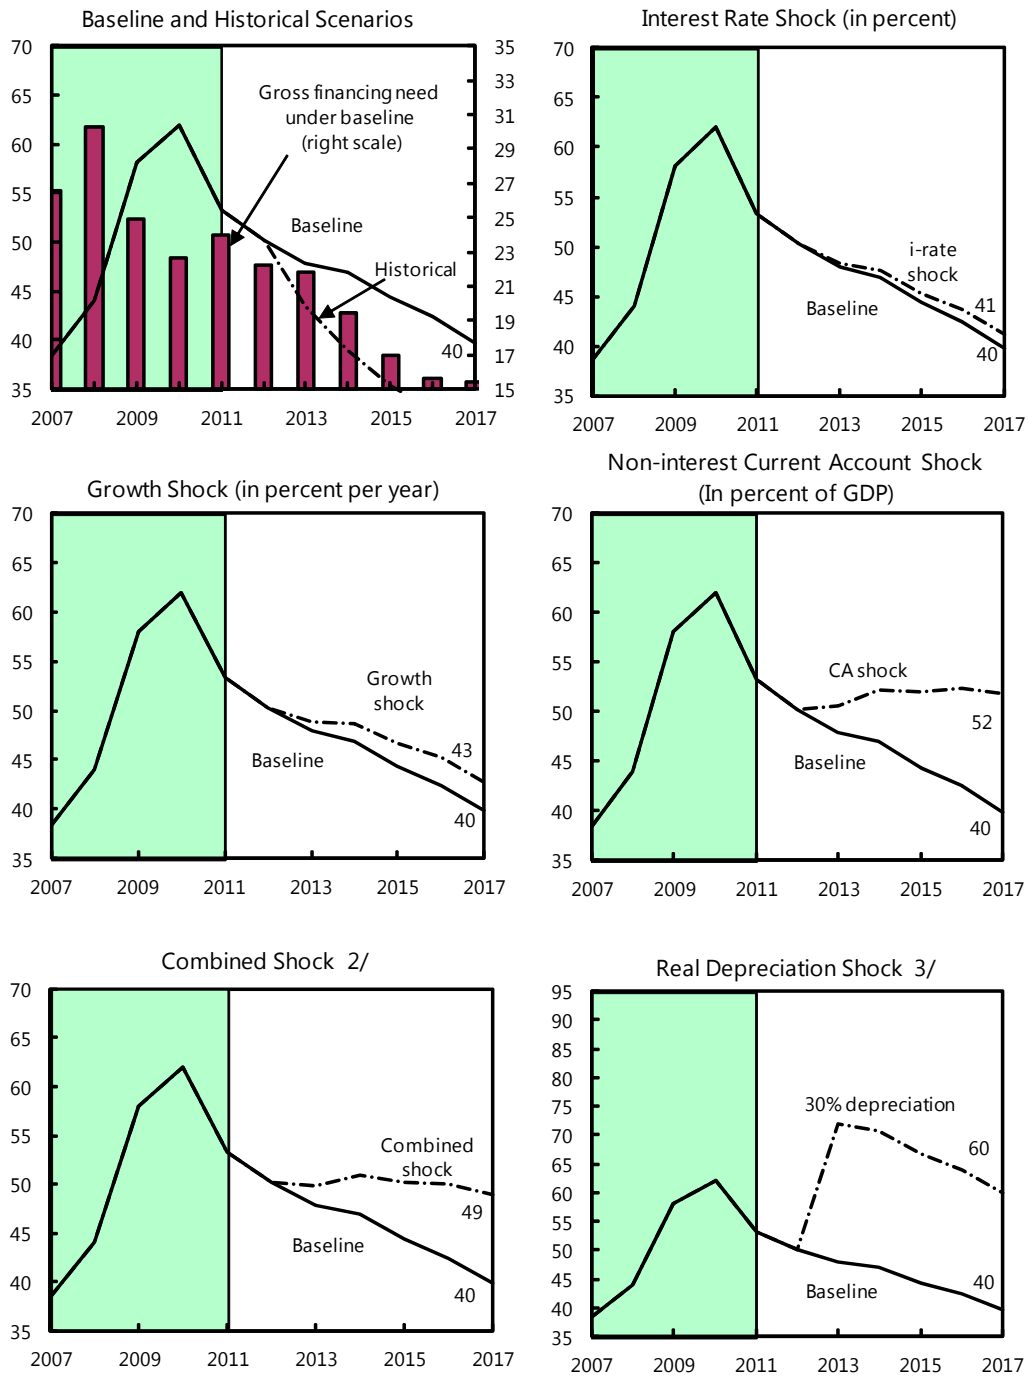 Baseline and Historical Scenarios
70
65
60
55
50
45
40
35
35
33
31
29
27
25
23
21
19
17
15
Gross financing need
under baseline
(right scale)
Baseline
Historical
40
2007 2009 2011 2013 2015 2017
Interest Rate Shock (in percent)
70
65
60
55
50
45
40
35
i-rate
shock
41
Baseline
40
2007 2009 2011 2013 2015 2017
Growth Shock (in percent per year)
70
65
60
55
50
45
40
35
Growth
shock
43
Baseline
40
2007 2009 2011 2013 2015 2017
Non-interest Current Account Shock
(In percent of GDP)
70
65
60
55
50
45
40
35
CA shock
52
Baseline
40
2007 2009 2011 2013 2015 2017
Combined Shock 2/
70
65
60
55
50
45
40
35
Combined
shock
49
Baseline
40
2007 2009 2011 2013 2015 2017
Real Depreciation Shock 3/
95
90
85
80
75
70
65
60
55
50
45
40
35
30% depreciation
60
40
Baseline
2007 2009 2011 2013 2015 2017